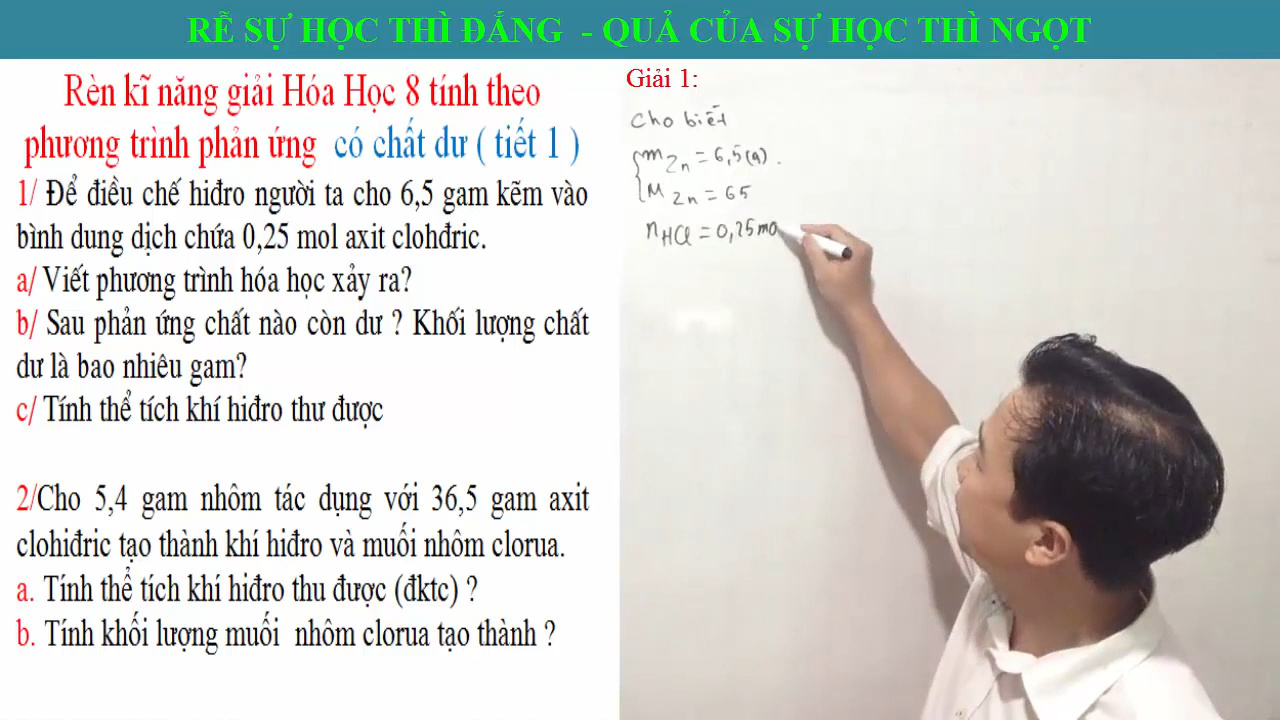 RỄ SỰ HỌC THÌ ĐẮNG - QUẢ CỦA SỰ HỌC THÌ NGỌT
Rèn kĩ năng giải Hóa Học 8 tính theo
phương trình phản ứng có chất dư ( tiết 1 )
1/ Để điều chế hiđro người ta cho 6,5 gam kẽm vào
bình dung dịch chứa 0,25 mol axit clohđric.
a/ Viết phương trình hóa học xảy ra?
b/ Sau phản ứng chất nào còn dư ? Khối lượng chất
dư là bao nhiêu gam?
c/ Tính thể tích khí hiđro thư được
2/Cho 5,4 gam nhôm tác dụng với 36,5 gam axit
clohiđric tạo thành khí hiđro và muối nhôm clorua.
a. Tính thể tích khí hiđro thu được (đktc) ?
b. Tính khối lượng muối nhôm clorua tạo thành ?
Giải 1:
Cho biết
m Zn = 6,5(g).
M Zn = 65
n HCl = 0,25mo